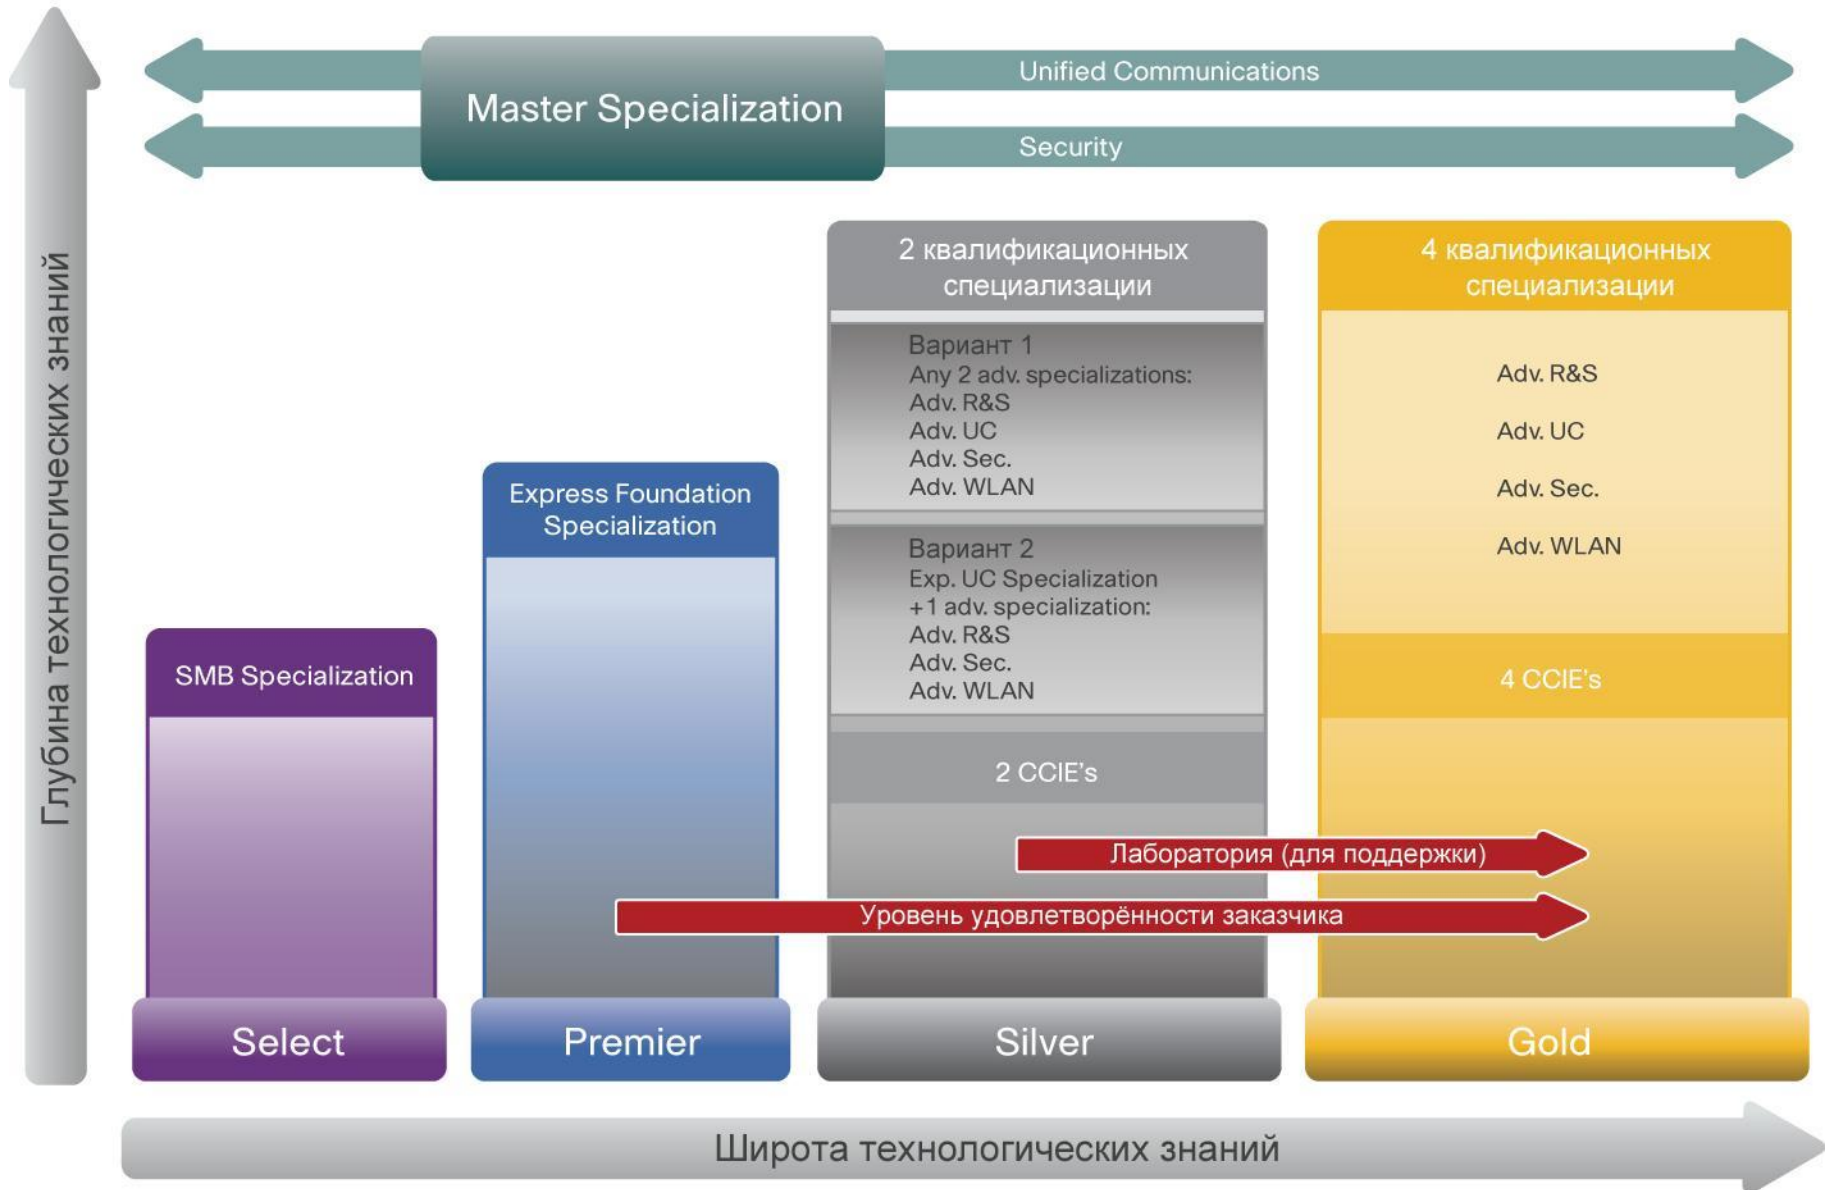 Unified Communications
Master Specialization
Security
Глубина технологических знаний
2 квалификационных
специализации
Вариант 1
Any 2 adv. specializations:
Adv. R&S
Adv. UC
Adv. Sec.
Adv. WLAN
Вариант 2
Exp. UC Specialization
+1 adv. specialization:
Adv. R&S
Adv. Sec.
Adv. WLAN
2 CCIE’s
4 квалификационных
специализации
Adv. R&S
Adv. UC
Adv. Sec.
Adv. WLAN
4 CCIE’s
Express Foundation
Specialization
SMB Specialization
Лаборатория (для поддержки)
Уровень удовлетворённости заказчика
Select
Premier
Silver
Gold
Широта технологических знаний